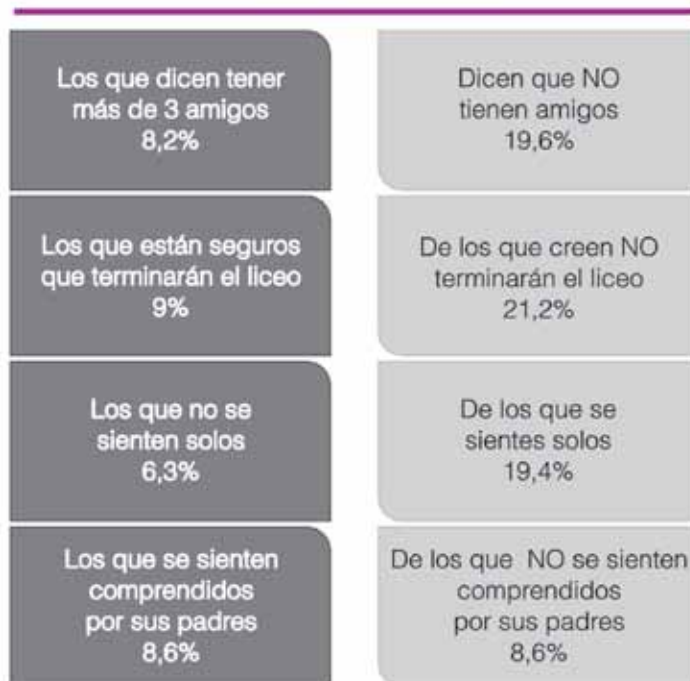 Los que dicen tener
más de 3 amigos
8,2%
Dicen que NO
tienen amigos
19,6%
Los que están seguros
que terminarán el liceo
9%
De los que creen NO
terminarán el liceo
21,2%
Los que no se
sienten solos
6,3%
De los que se
sientes solos
19,4%
Los que se sienten
comprendidos
por sus padres
8,6%
De los que NO se sienten
comprendidos
por sus padres
8,6%